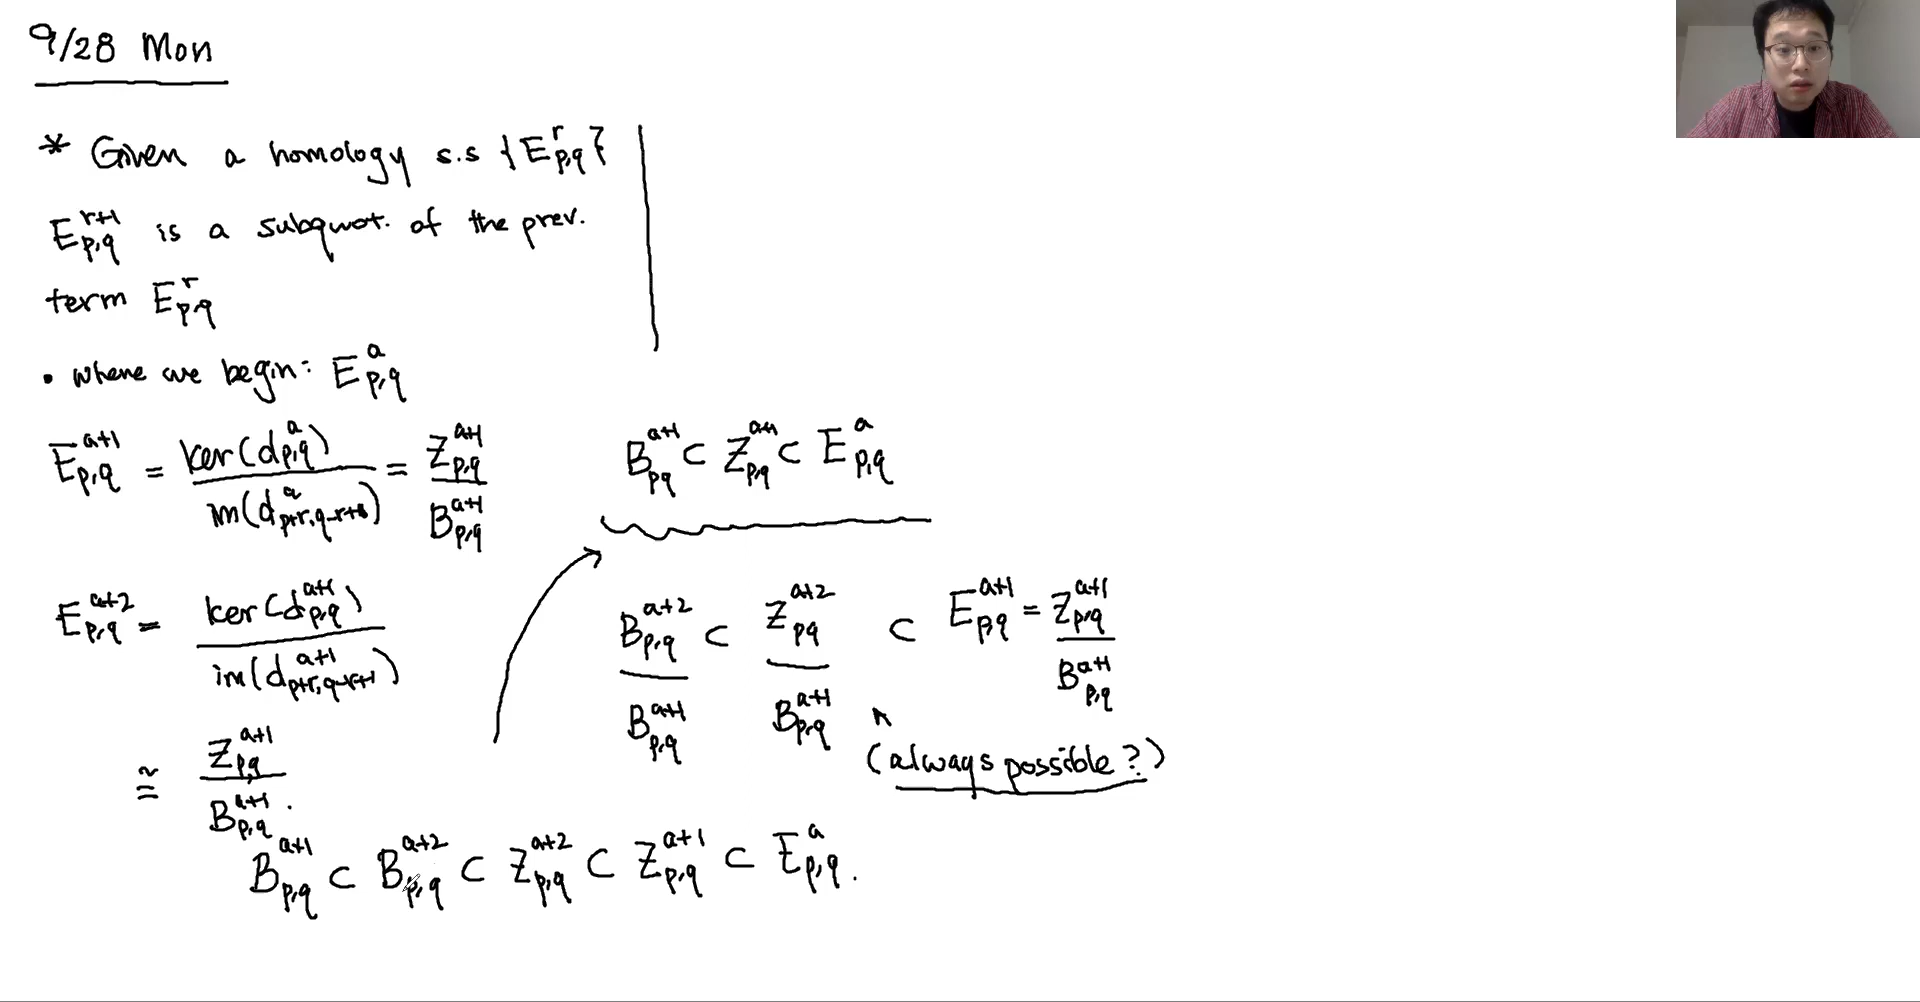 9/28 Mon
* Given a homology s.s {E^r_{p,q}}
E^{r+1}_{p,q} is a subquot. of the prev.
term E^r_{p,q}
• where we begin: E^a_{p,q}
E^{a+1}_{p,q} = ker(d^a_{p,q}) / im(d^a_{p+r,q-r+1}) = Z^{a+1}_{p,q} / B^{a+1}_{p,q}
B^{a+1}_{pq} ⊂ Z^{a+1}_{p,q} ⊂ E^a_{p,q}
E^{a+2}_{p,q} = ker(d^{a+1}_{p,q}) / im(d^{a+1}_{p+r,q-r+1})
B^{a+2}_{p,q} / B^{a+1}_{p,q} ⊂ Z^{a+2}_{pq} / B^{a+1}_{p,q} ⊂ E^{a+1}_{p,q} = Z^{a+1}_{p,q} / B^{a+1}_{p,q}
(always possible?)
≅ Z^{a+1}_{p,q} / B^{a+1}_{p,q}.
B^{a+1}_{p,q} ⊂ B^{a+2}_{p,q} ⊂ Z^{a+2}_{p,q} ⊂ Z^{a+1}_{p,q} ⊂ E^a_{p,q}.